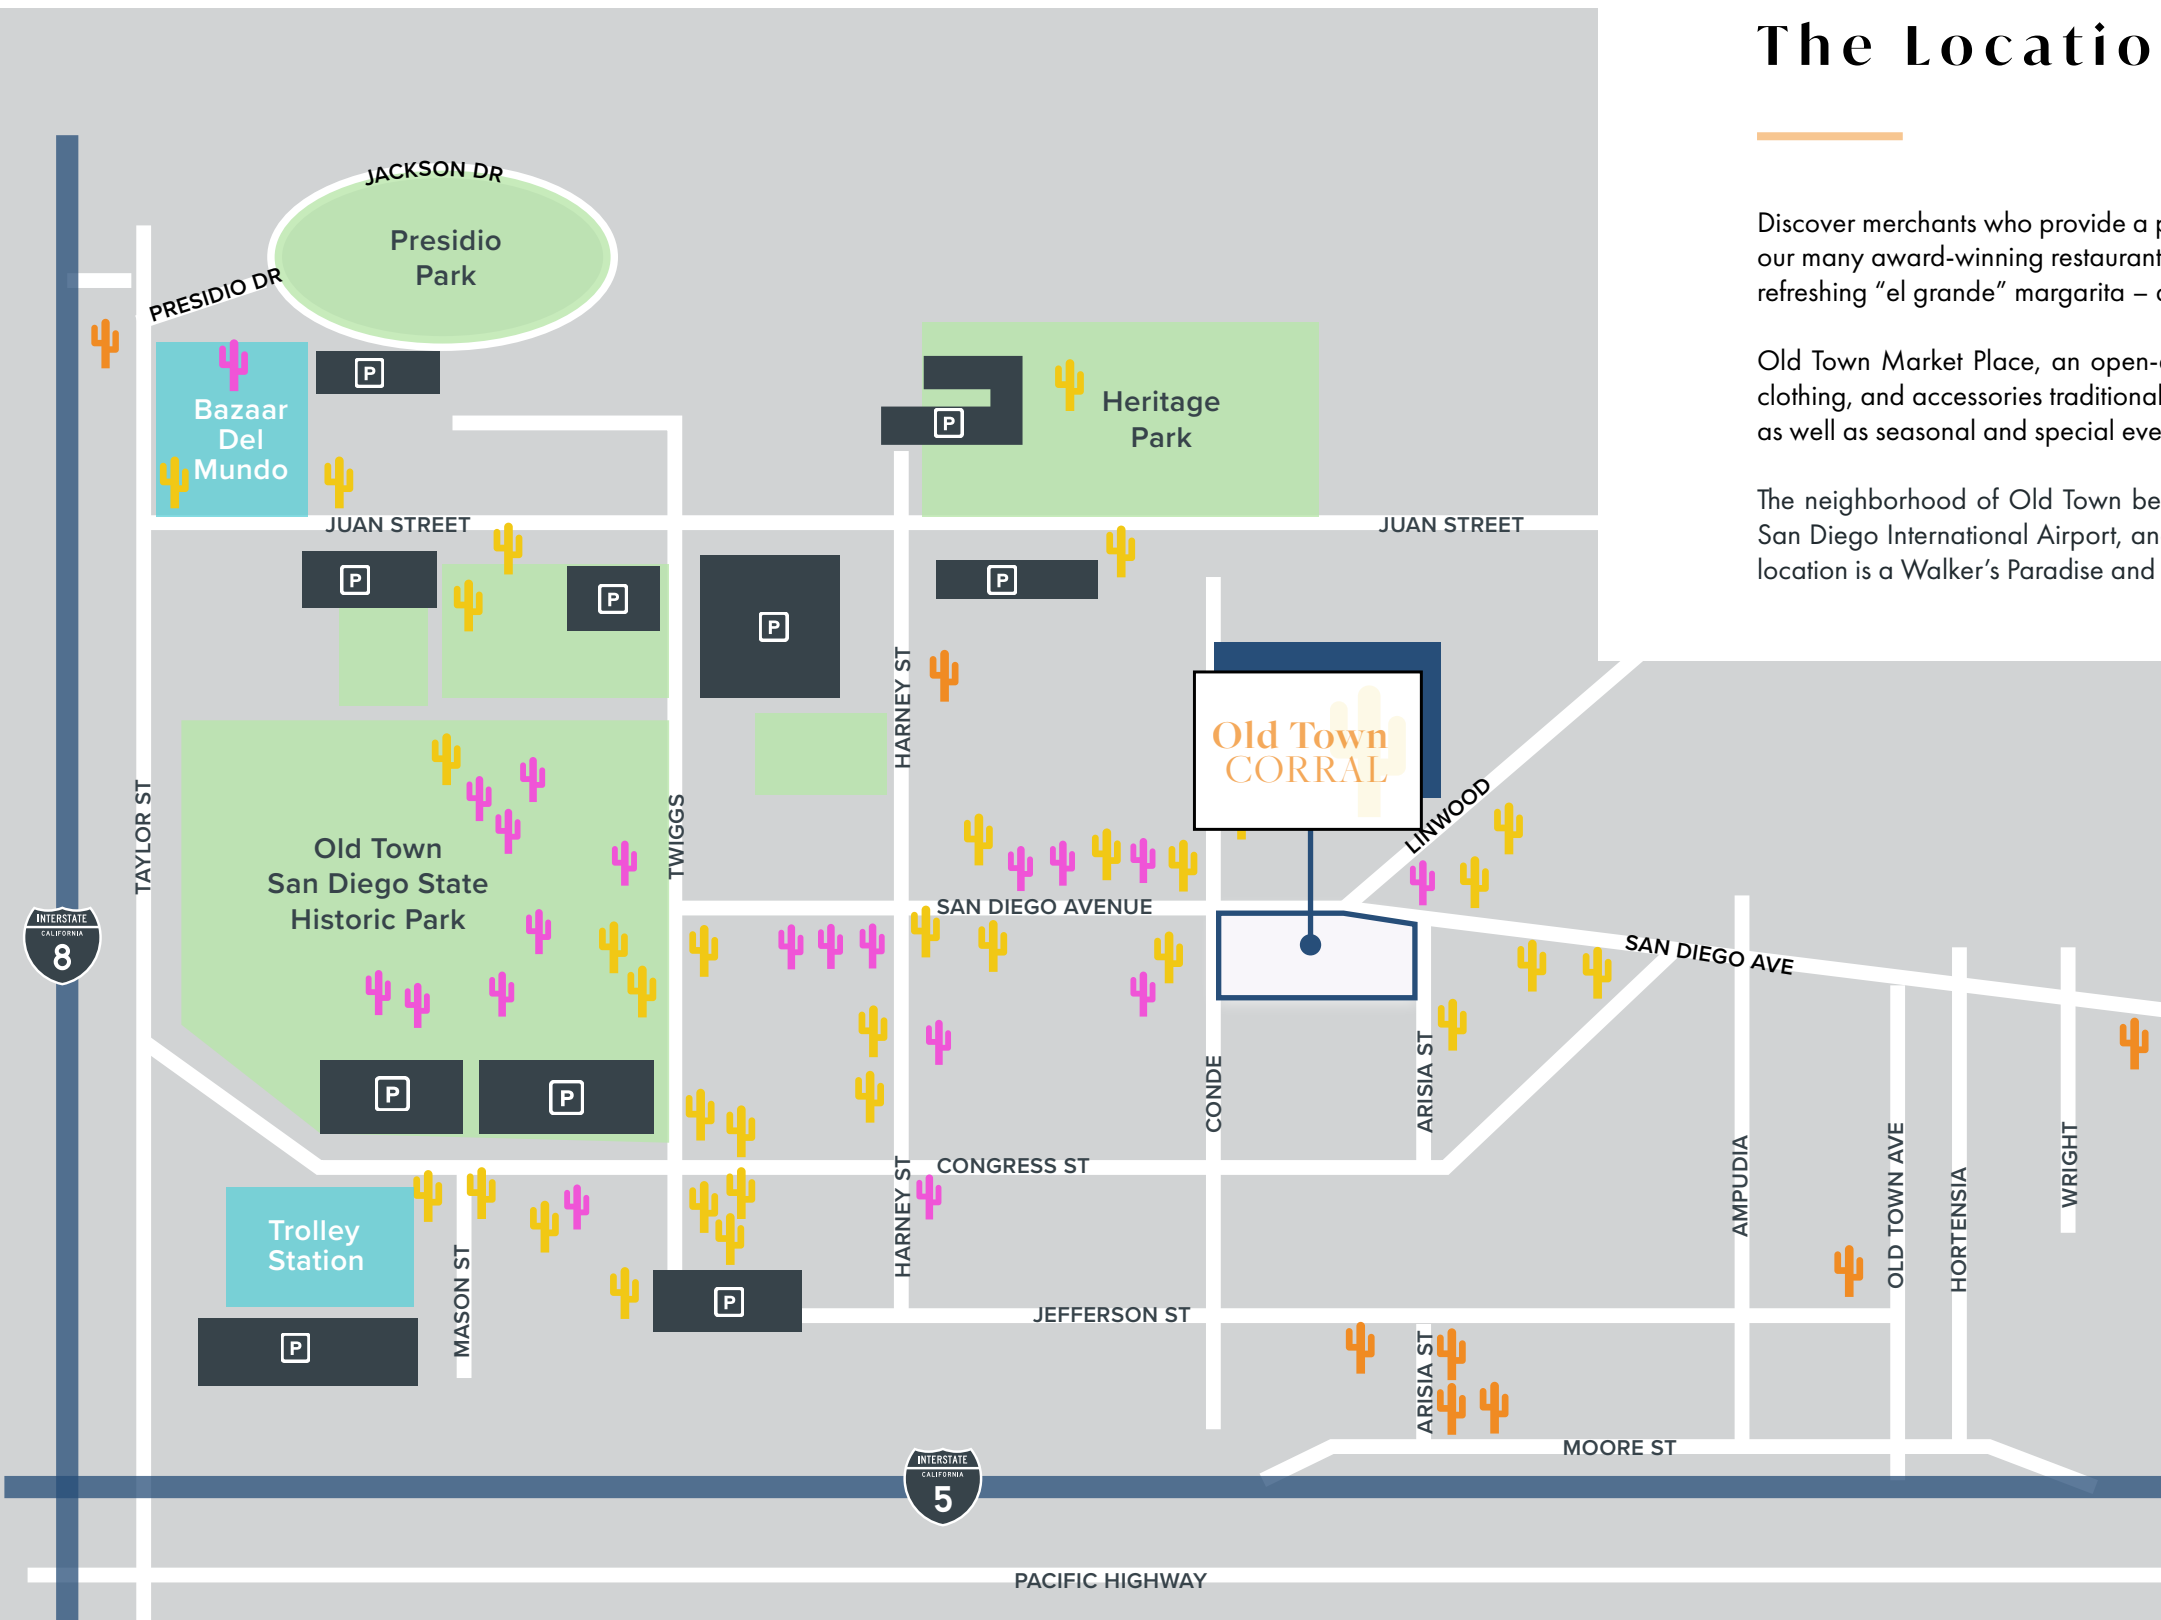 The Locatio
Discover merchants who provide a p
our many award-winning restaurant
refreshing “el grande” margarita –
Old Town Market Place, an open-
clothing, and accessories traditional
as well as seasonal and special eve
The neighborhood of Old Town be
San Diego International Airport, an
location is a Walker’s Paradise and
JACKSON DR
Presidio
Park
PRESIDIO DR
Bazaar
Del
Mundo
P
P
Heritage
Park
JUAN STREET
JUAN STREET
P
P
P
P
HARNEY ST
Old Town
CORRAL
LINWOOD
TAYLOR ST
TWIGGS
Old Town
San Diego State
Historic Park
SAN DIEGO AVENUE
SAN DIEGO AVE
INTERSTATE
CALIFORNIA
8
P
P
CONDE
ARISIA ST
CONGRESS ST
HARNEY ST
AMPUDIA
OLD TOWN AVE
HORTENSIA
WRIGHT
Trolley
Station
MASON ST
P
P
JEFFERSON ST
ARISIA ST
MOORE ST
INTERSTATE
CALIFORNIA
5
PACIFIC HIGHWAY